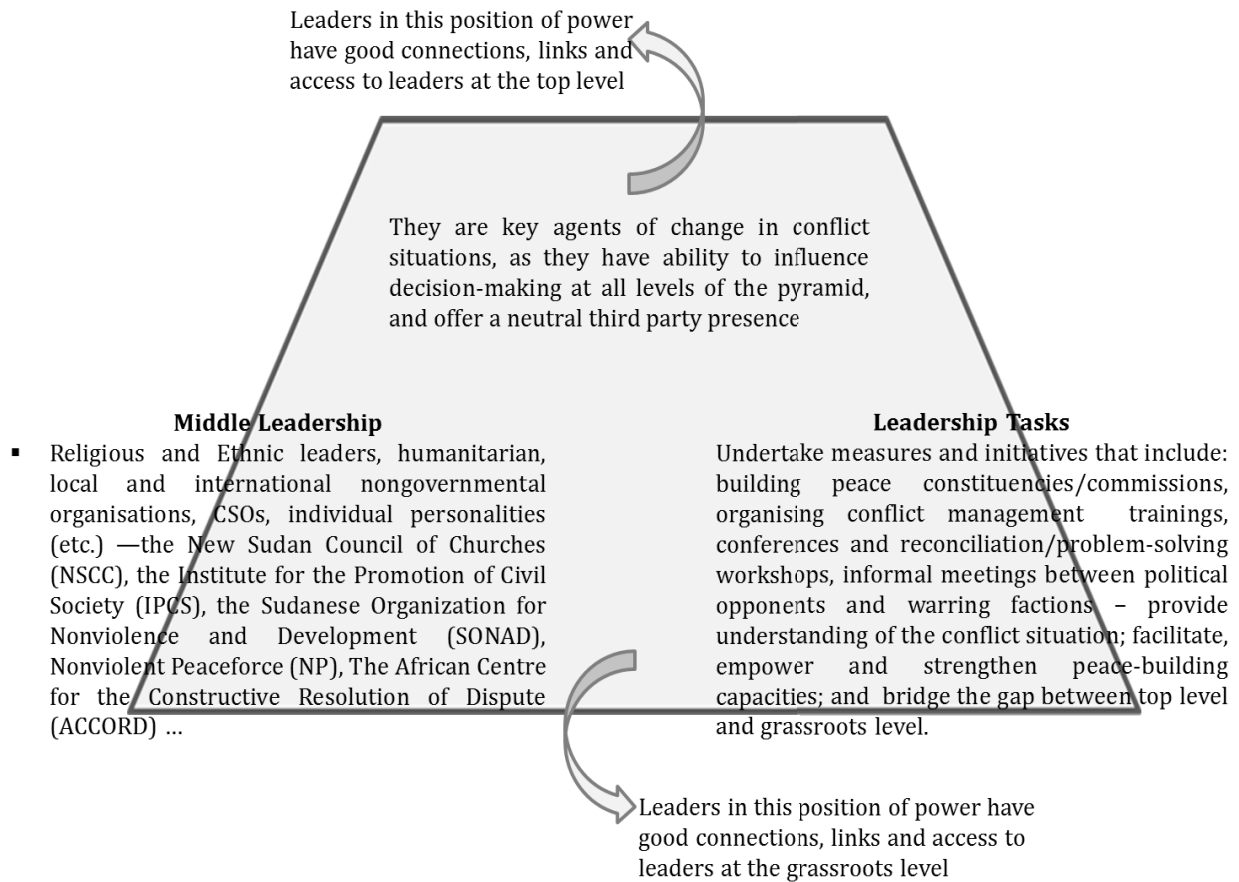 Leaders in this position of power
have good connections, links and
access to leaders at the top level
They are key agents of change in conflict
situations, as they have ability to influence
decision-making at all levels of the pyramid,
and offer a neutral third party presence
Middle Leadership
▪ Religious and Ethnic leaders, humanitarian,
local and international nongovernmental
organisations, CSOs, individual personalities
(etc.) —the New Sudan Council of Churches
(NSCC), the Institute for the Promotion of Civil
Society (IPCS), the Sudanese Organization for
Nonviolence and Development (SONAD),
Nonviolent Peaceforce (NP), The African Centre
for the Constructive Resolution of Dispute
(ACCORD) ...
Leadership Tasks
Undertake measures and initiatives that include:
building peace constituencies/commissions,
organising conflict management trainings,
conferences and reconciliation/problem-solving
workshops, informal meetings between political
opponents and warring factions – provide
understanding of the conflict situation; facilitate,
empower and strengthen peace-building
capacities; and bridge the gap between top level
and grassroots level.
Leaders in this position of power have
good connections, links and access to
leaders at the grassroots level